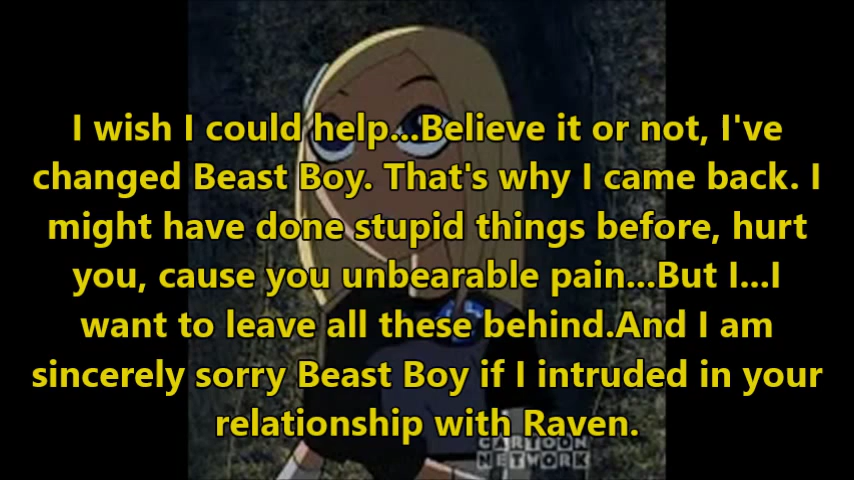 I wish I could help...Believe it or not, I've
changed Beast Boy. That's why I came back. I
might have done stupid things before, hurt
you, cause you unbearable pain...But I...I
want to leave all these behind.And I am
sincerely sorry Beast Boy if I intruded in your
relationship with Raven.
CARTOON
NETWORK